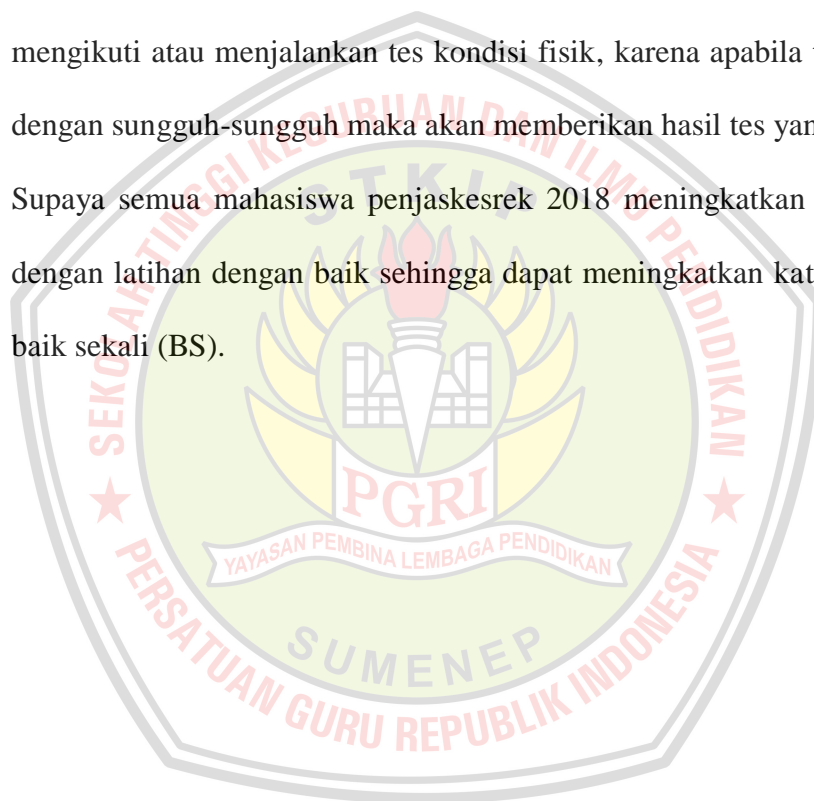 mengikuti atau menjalankan tes kondisi fisik, karena apabila
dengan sungguh-sungguh maka akan memberikan hasil tes
Supaya semua mahasiswa penjaskesrek 2018 meningkatkan
dengan latihan dengan baik sehingga dapat meningkatkan
baik sekali (BS).
SEKOLAH TINGGI KEGURUAN DAN ILMU PENDIDIKAN
STKIP
PGRI
YAYASAN PEMBINA LEMBAGA PENDIDIKAN
SUMENEP
PERSATUAN GURU REPUBLIK INDONESIA